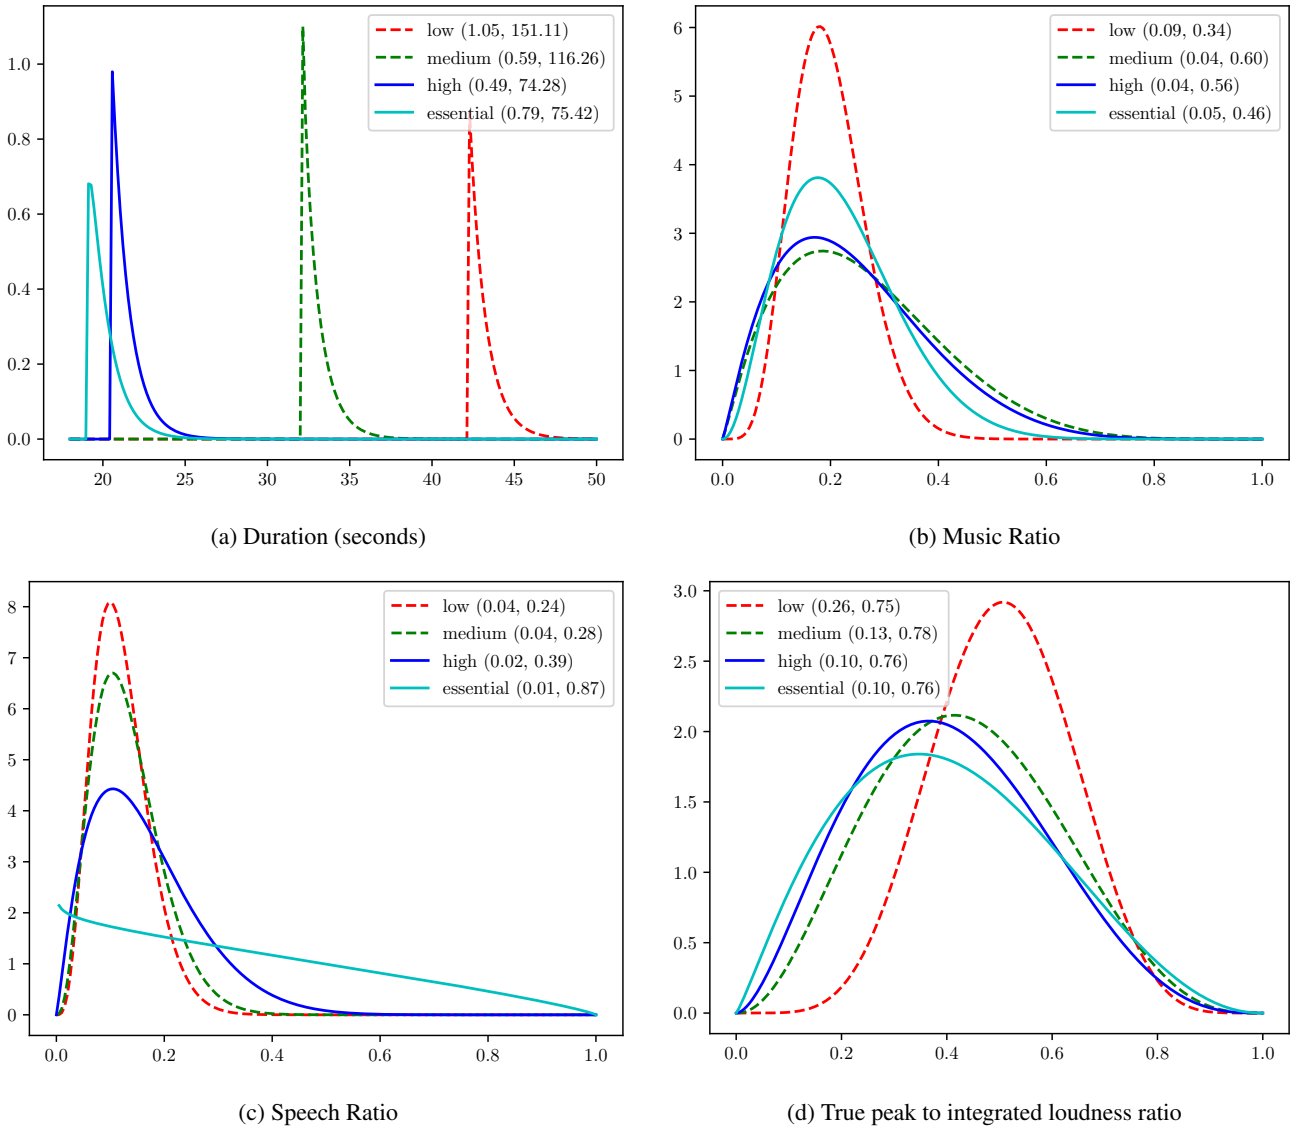 low (1.05, 151.11)
medium (0.59, 116.26)
high (0.49, 74.28)
essential (0.79, 75.42)
1.0
0.8
0.6
0.4
0.2
0.0
20 25 30 35 40 45 50
(a) Duration (seconds)
low (0.09, 0.34)
medium (0.04, 0.60)
high (0.04, 0.56)
essential (0.05, 0.46)
6
5
4
3
2
1
0
0.0 0.2 0.4 0.6 0.8 1.0
(b) Music Ratio
low (0.04, 0.24)
medium (0.04, 0.28)
high (0.02, 0.39)
essential (0.01, 0.87)
8
7
6
5
4
3
2
1
0
0.0 0.2 0.4 0.6 0.8 1.0
(c) Speech Ratio
low (0.26, 0.75)
medium (0.13, 0.78)
high (0.10, 0.76)
essential (0.10, 0.76)
3.0
2.5
2.0
1.5
1.0
0.5
0.0
0.0 0.2 0.4 0.6 0.8 1.0
(d) True peak to integrated loudness ratio